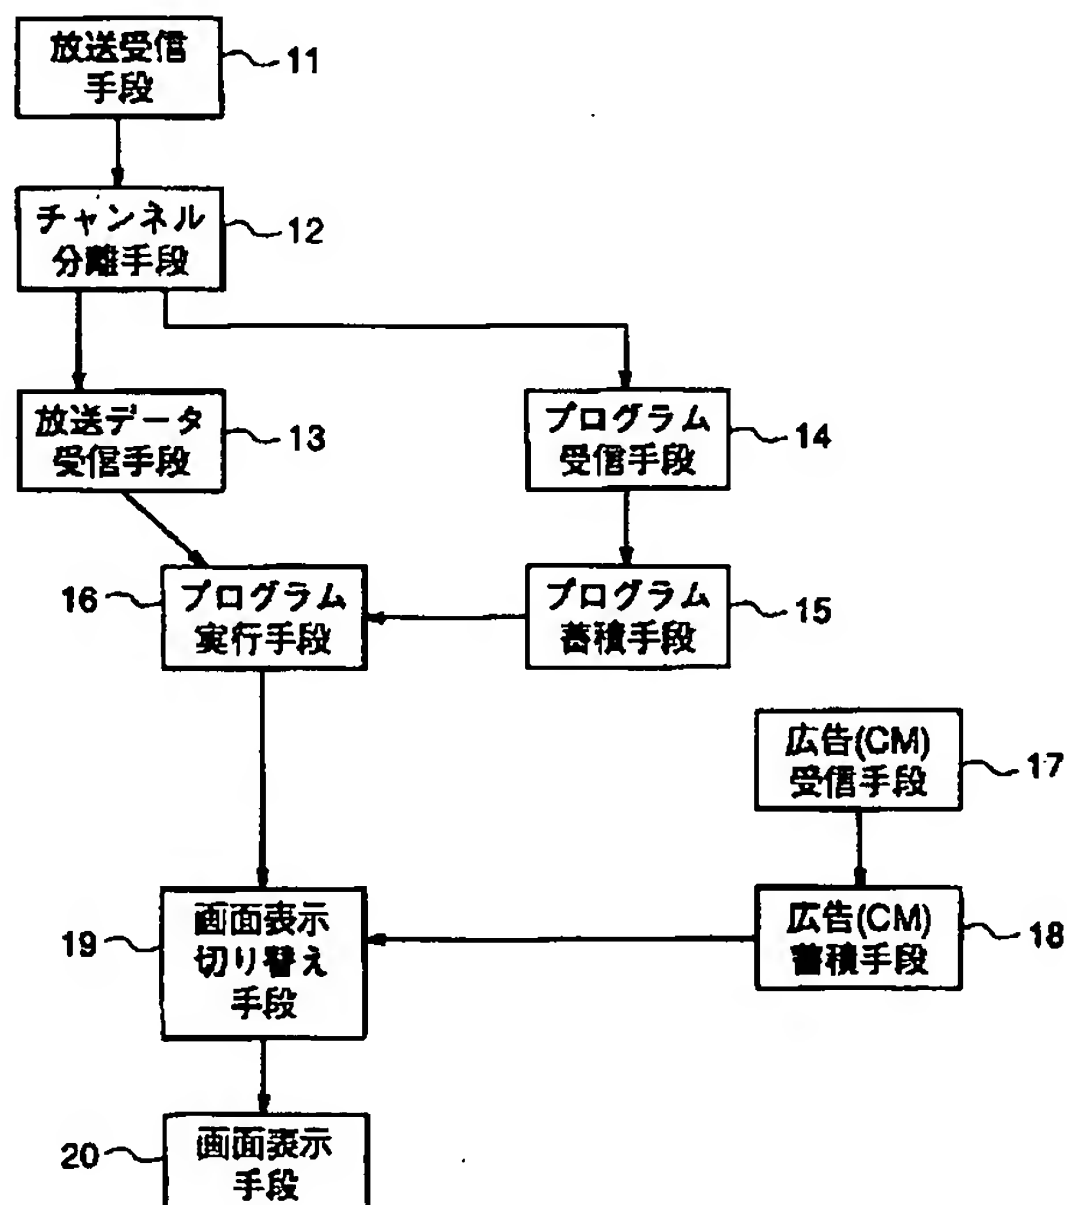 放送受信
手段
11
チャンネル
分離手段
12
放送データ
受信手段
13
プログラム
受信手段
14
16
プログラム
実行手段
プログラム
蓄積手段
15
広告(CM)
受信手段
17
19
画面表示
切り替え
手段
広告(CM)
蓄積手段
18
20
画面表示
手段